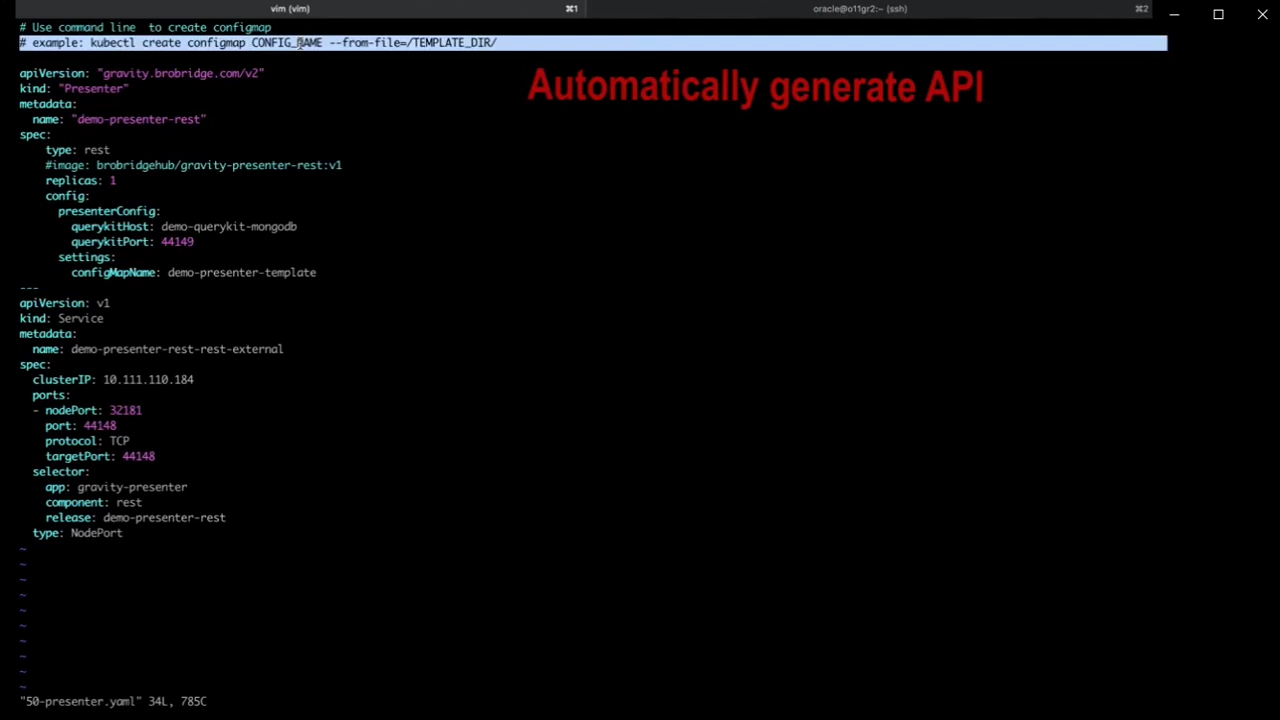 vim (vim) ⌘1 oracle@o11gr2:~ (ssh) ⌘2
# Use command line  to create configmap
# example: kubectl create configmap CONFIG_NAME --from-file=/TEMPLATE_DIR/
Automatically generate API
apiVersion: "gravity.brobridge.com/v2"
kind: "Presenter"
metadata:
  name: "demo-presenter-rest"
spec:
    type: rest
    #image: brobridgehub/gravity-presenter-rest:v1
    replicas: 1
    config:
      presenterConfig:
        querykitHost: demo-querykit-mongodb
        querykitPort: 44149
      settings:
        configMapName: demo-presenter-template
---
apiVersion: v1
kind: Service
metadata:
  name: demo-presenter-rest-rest-external
spec:
  clusterIP: 10.111.110.184
  ports:
  - nodePort: 32181
    port: 44148
    protocol: TCP
    targetPort: 44148
  selector:
    app: gravity-presenter
    component: rest
    release: demo-presenter-rest
  type: NodePort
~
~
~
~
~
~
~
~
~
~
"50-presenter.yaml" 34L, 785C